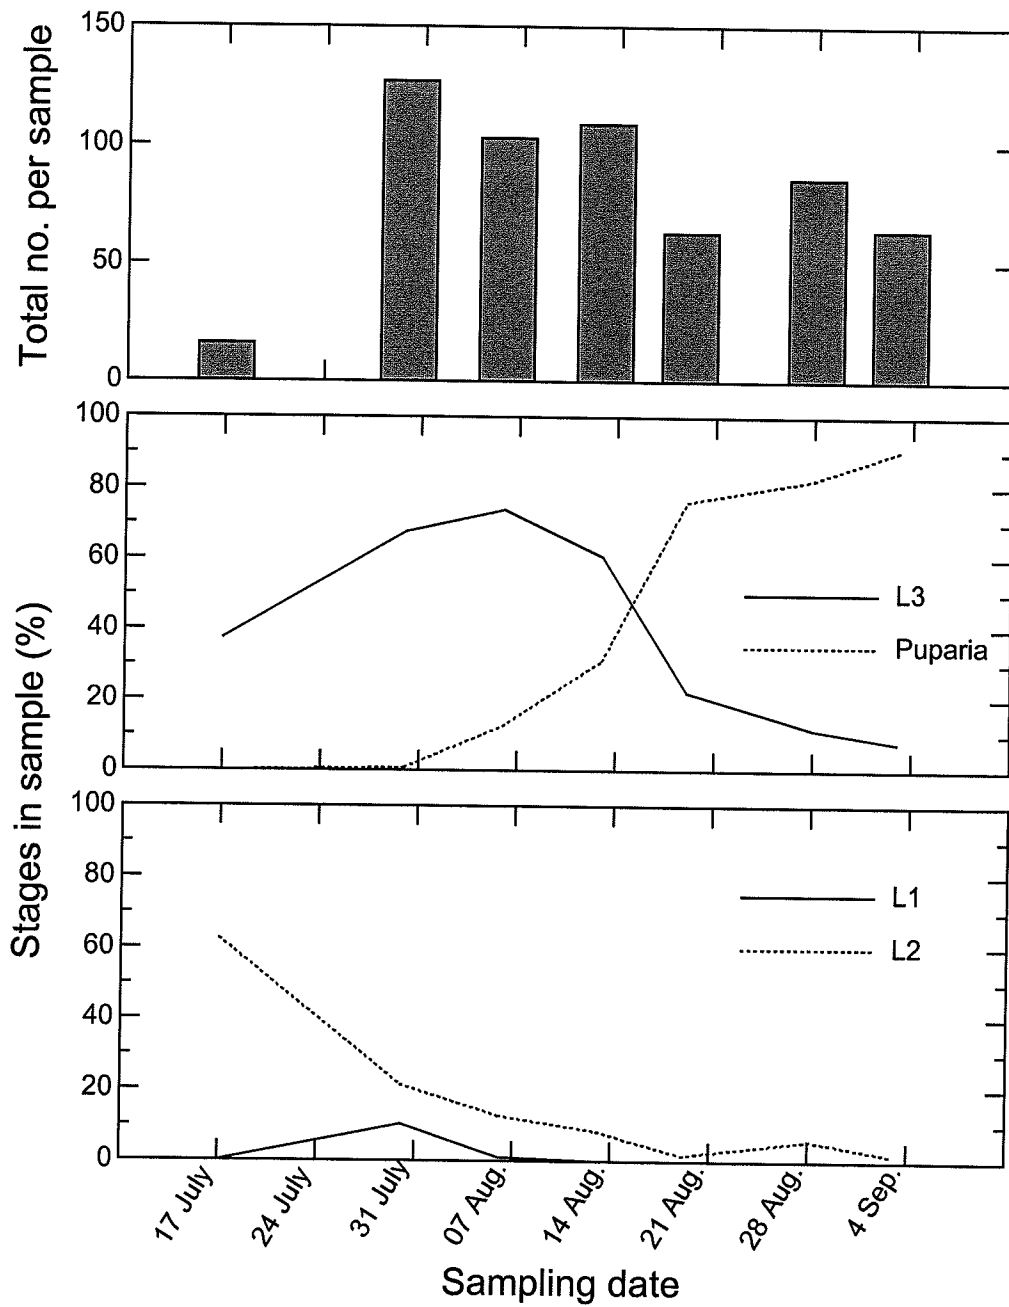 Total no. per sample
150
100
50
0
Stages in sample (%)
100
80
60
40
20
0
L3
Puparia
100
80
60
40
20
0
L1
L2
17 July
24 July
31 July
07 Aug.
14 Aug.
21 Aug.
28 Aug.
4 Sep.
Sampling date